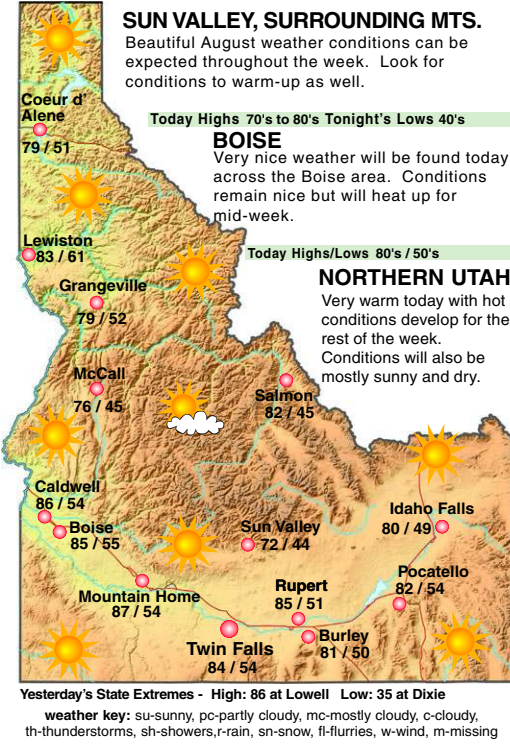 SUN VALLEY, SURROUNDING MTS.
Beautiful August weather conditions can be
expected throughout the week. Look for
conditions to warm-up as well.
Today Highs 70's to 80's Tonight's Lows 40's
BOISE
Very nice weather will be found today
across the Boise area. Conditions
remain nice but will heat up for
mid-week.
Today Highs/Lows 80's / 50's
NORTHERN UTAH
Very warm today with hot
conditions develop for the
rest of the week.
Conditions will also be
mostly sunny and dry.
Coeur d'
Alene
79 / 51
Lewiston
83 / 61
Grangeville
79 / 52
McCall
76 / 45
Salmon
82 / 45
Caldwell
86 / 54
Boise
85 / 55
Sun Valley
72 / 44
Idaho Falls
80 / 49
Mountain Home
87 / 54
Rupert
85 / 51
Pocatello
82 / 54
Twin Falls
84 / 54
Burley
81 / 50
Yesterday's State Extremes - High: 86 at Lowell Low: 35 at Dixie
weather key: su-sunny, pc-partly cloudy, mc-mostly cloudy, c-cloudy,
th-thunderstorms, sh-showers,r-rain, sn-snow, fl-flurries, w-wind, m-missing